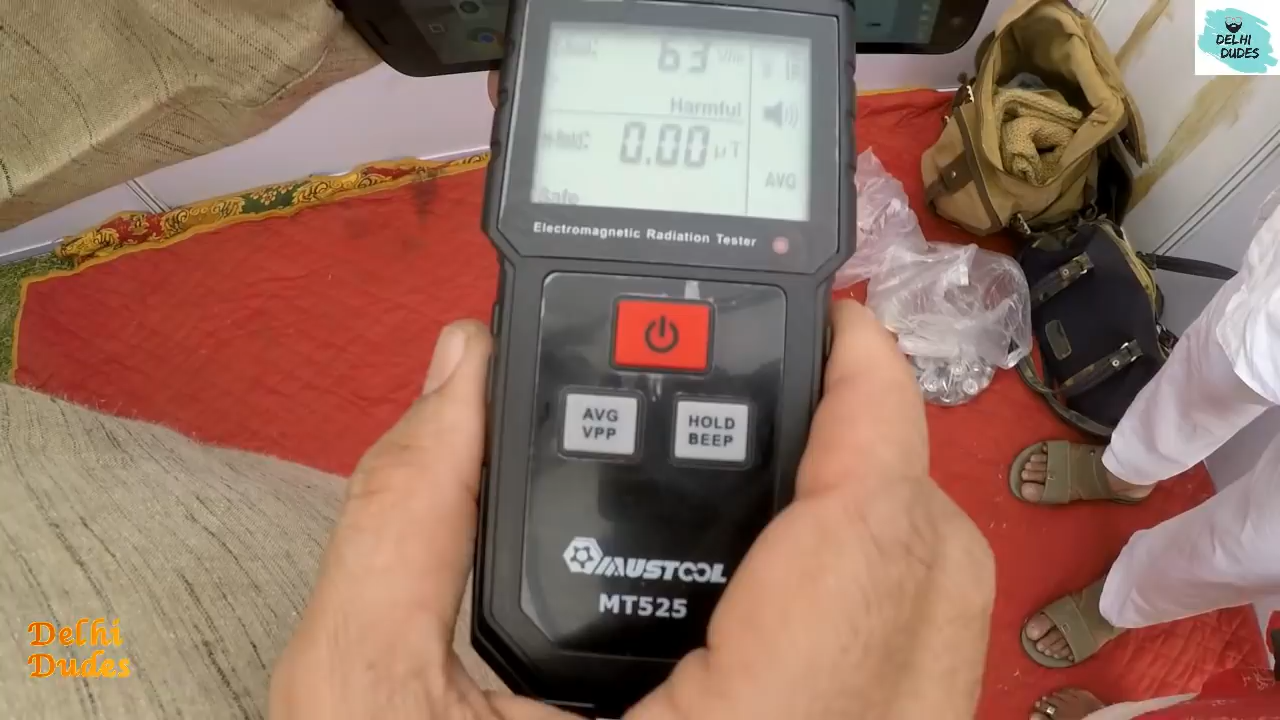 DELHI
DUDES
63 V/m
Harmful
0.00 μT
AVG
Safe
Electromagnetic Radiation Tester
AVG
VPP
HOLD
BEEP
MUSTOOL
MT525
Delhi
Dudes